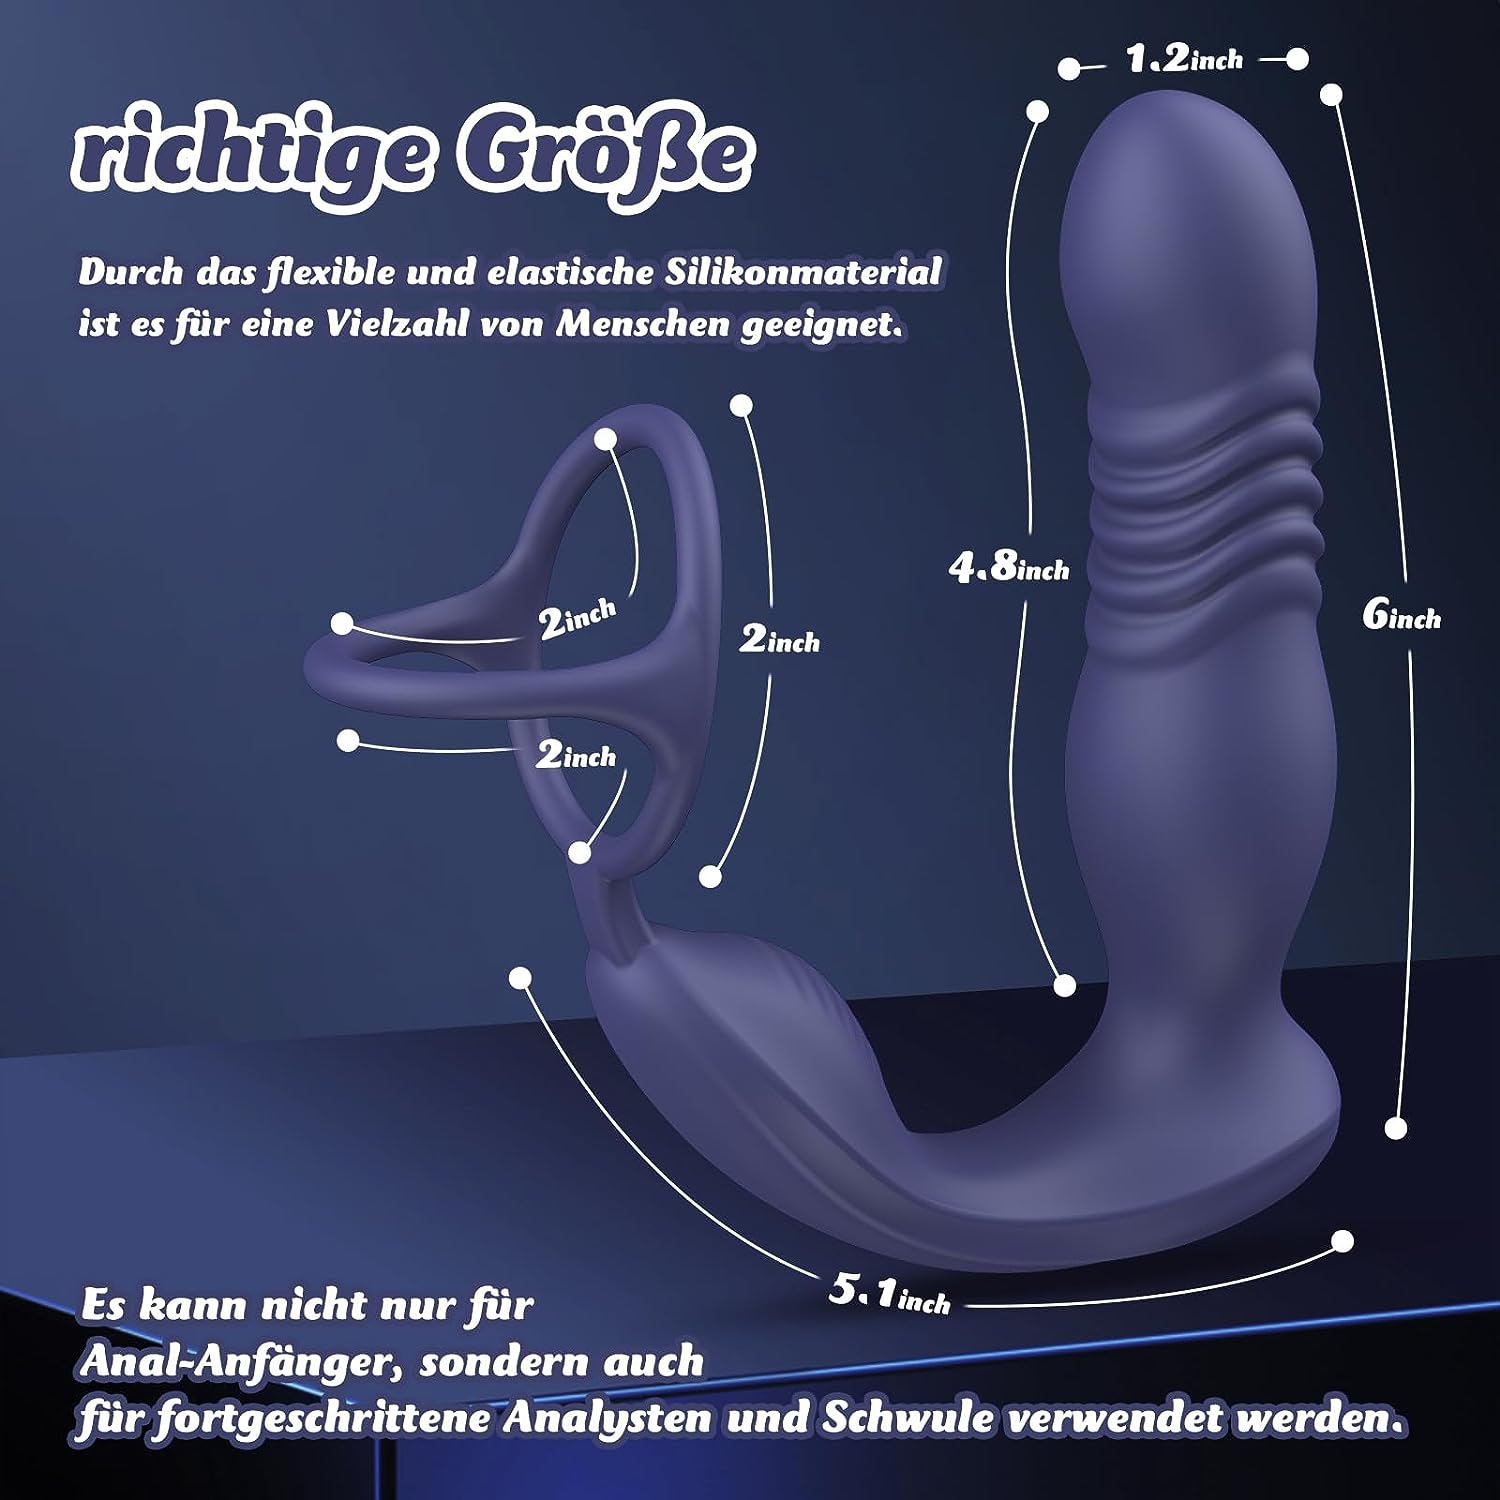 richtige Größe
1.2inch
Durch das flexible und elastische Silikonmaterial
ist es für eine Vielzahl von Menschen geeignet.
4.8inch
6inch
2inch
2inch
2inch
5.1inch
Es kann nicht nur für
Anal-Anfänger, sondern auch
für fortgeschrittene Analysten und Schwule verwendet werden.